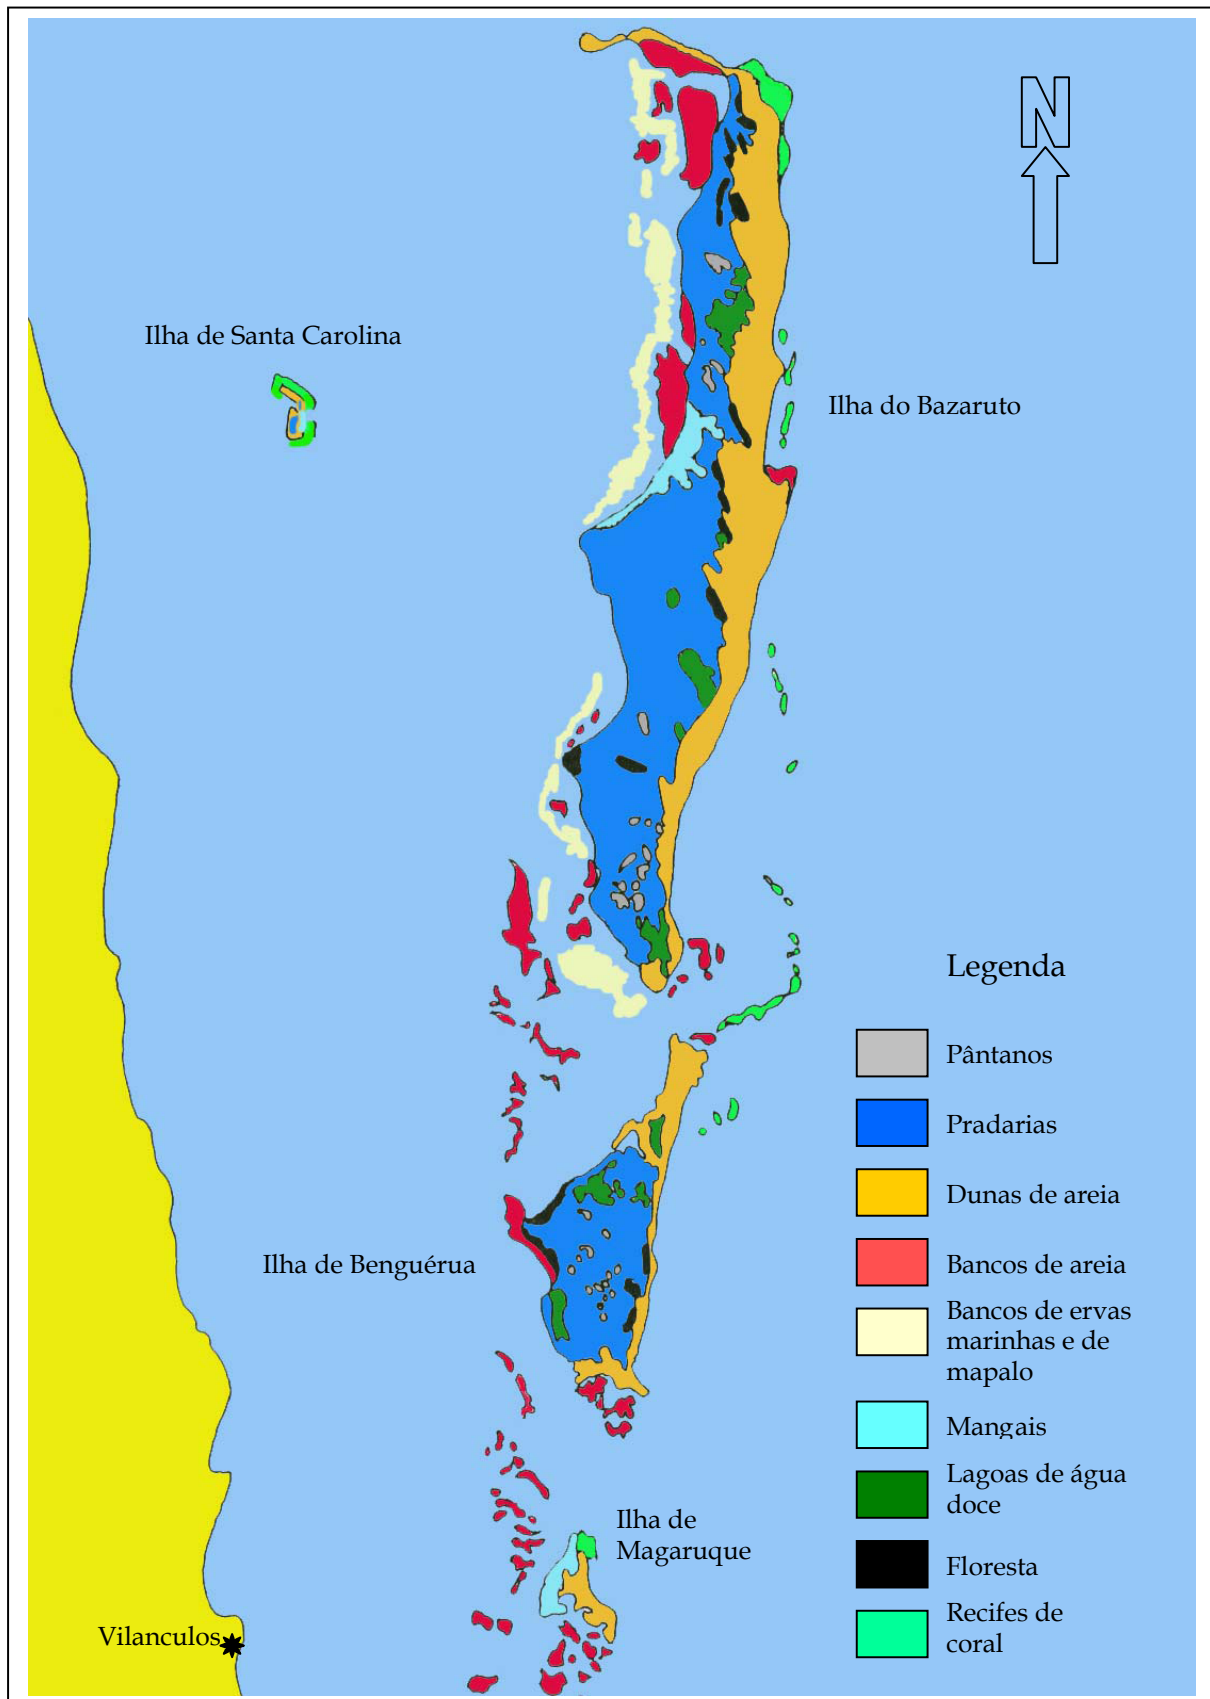 N
Ilha de Santa Carolina
Ilha do Bazaruto
Legenda
Pântanos
Pradarias
Dunas de areia
Bancos de areia
Bancos de ervas
marinhas e de
mapalo
Mangais
Lagoas de água
doce
Floresta
Recifes de
coral
Ilha de Benguérua
Ilha de
Magaruque
Vilanculos